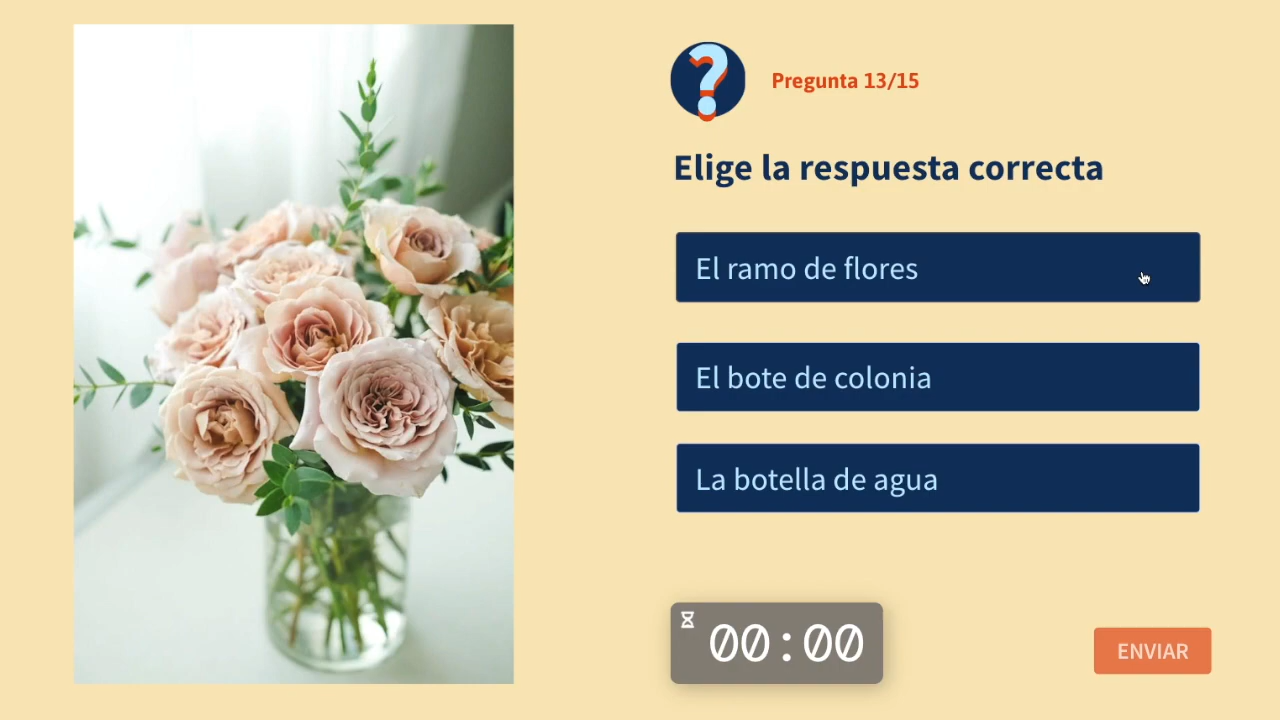 ?
Pregunta 13/15
Elige la respuesta correcta
El ramo de flores
El bote de colonia
La botella de agua
00:00
ENVIAR